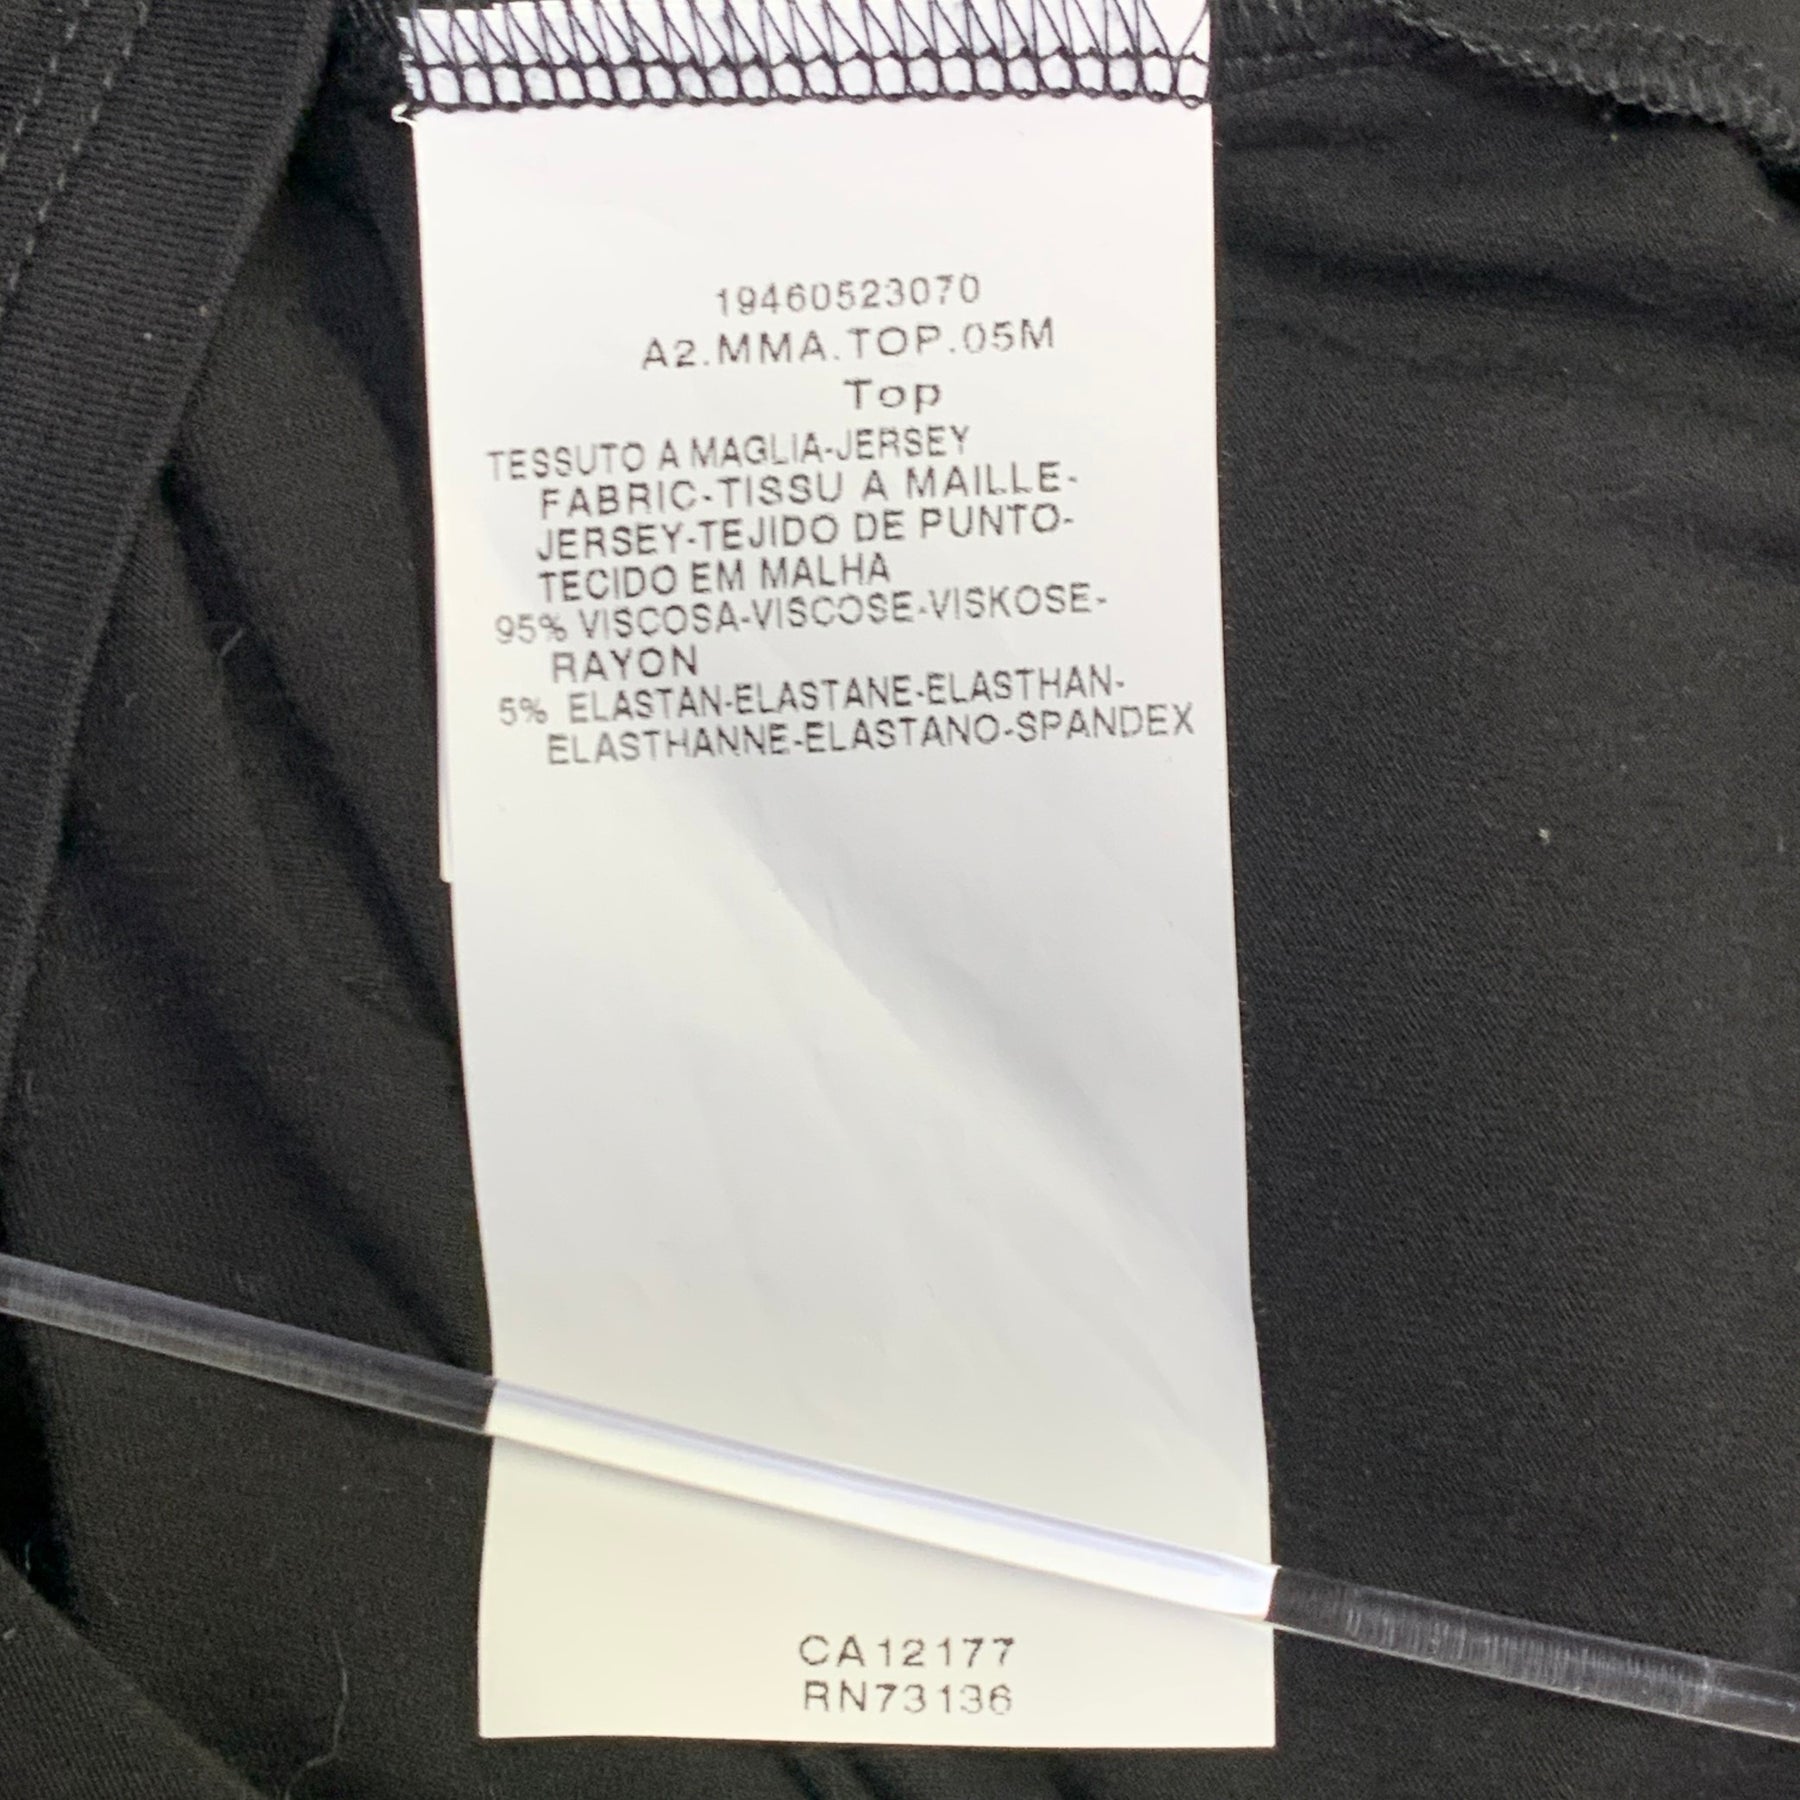 19460523070
A2.MMA.TOP.05M
Top
TESSUTO A MAGLIA-JERSEY
FABRIC-TISSU A MAILLE-
JERSEY-TEJIDO DE PUNTO-
TECIDO EM MALHA
95% VISCOSA-VISCOSE-VISKOSE-
RAYON
5% ELASTAN-ELASTANE-ELASTHAN-
ELASTHANNE-ELASTANO-SPANDEX
CA12177
RN73136